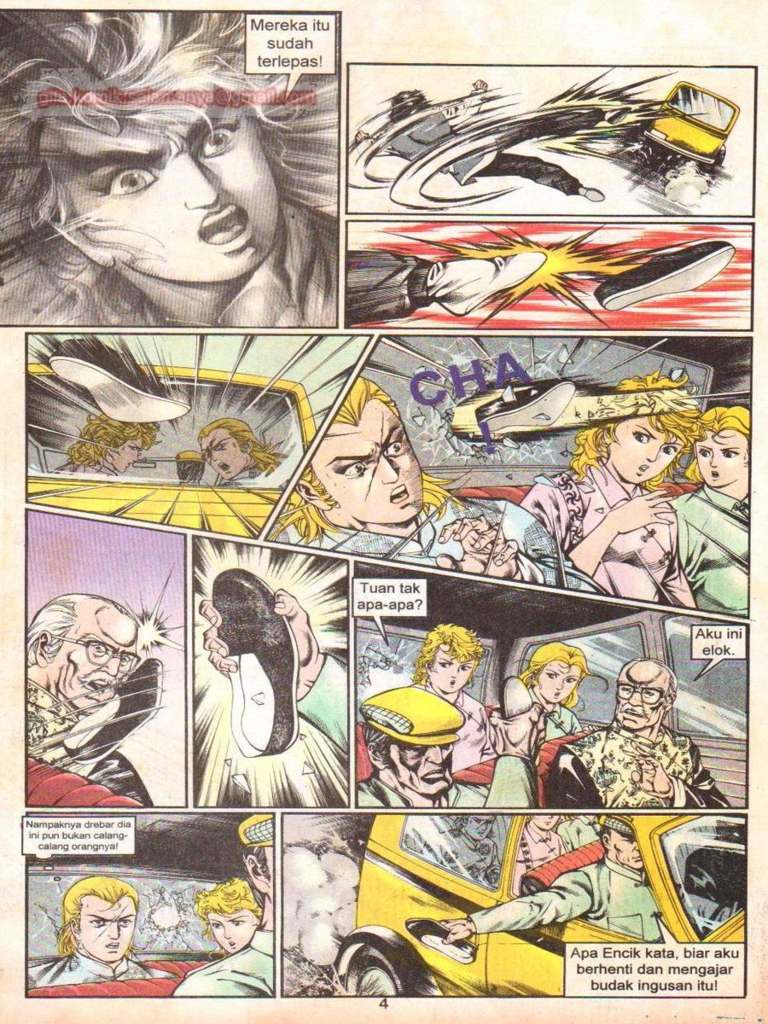 Mereka itu
sudah
terlepas!
CHA
!
Tuan tak
apa-apa?
Aku ini
elok.
Nampaknya drebar dia
ini pun bukan calang-
calang orangnya!
Apa Encik kata, biar aku
berhenti dan mengajar
budak ingusan itu!
4